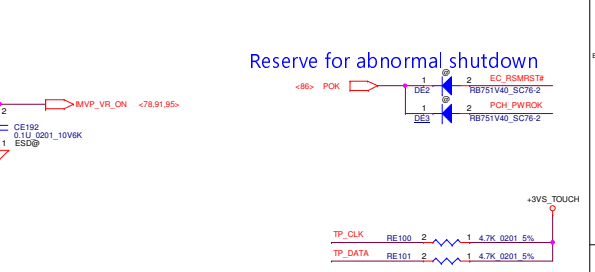 Reserve for abnormal shutdown
<86> POK
1 @ 2 EC_RSMRST#
DE2 RB751V40_SC76-2
1 @ 2 PCH_PWROK
DE3 RB751V40_SC76-2
IMVP_VR_ON <78,91,95>
2
CE192
0.1U_0201_10V6K
1 ESD@
+3VS_TOUCH
TP_CLK RE100 2 1 4.7K_0201_5%
TP_DATA RE101 2 1 4.7K_0201_5%